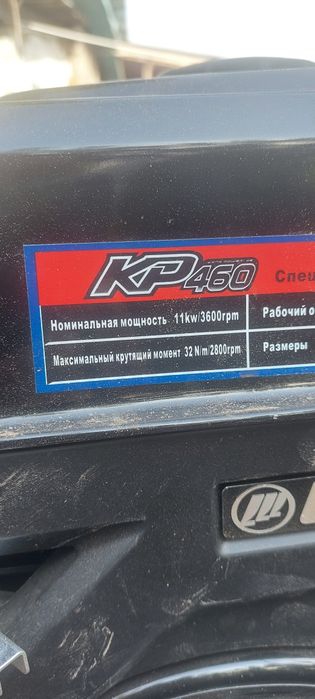 KP460
Спец
Номинальная мощность 11kw/3600rpm
Рабочий о
Максимальный крутящий момент 32 N/m/2800rpm
Размеры